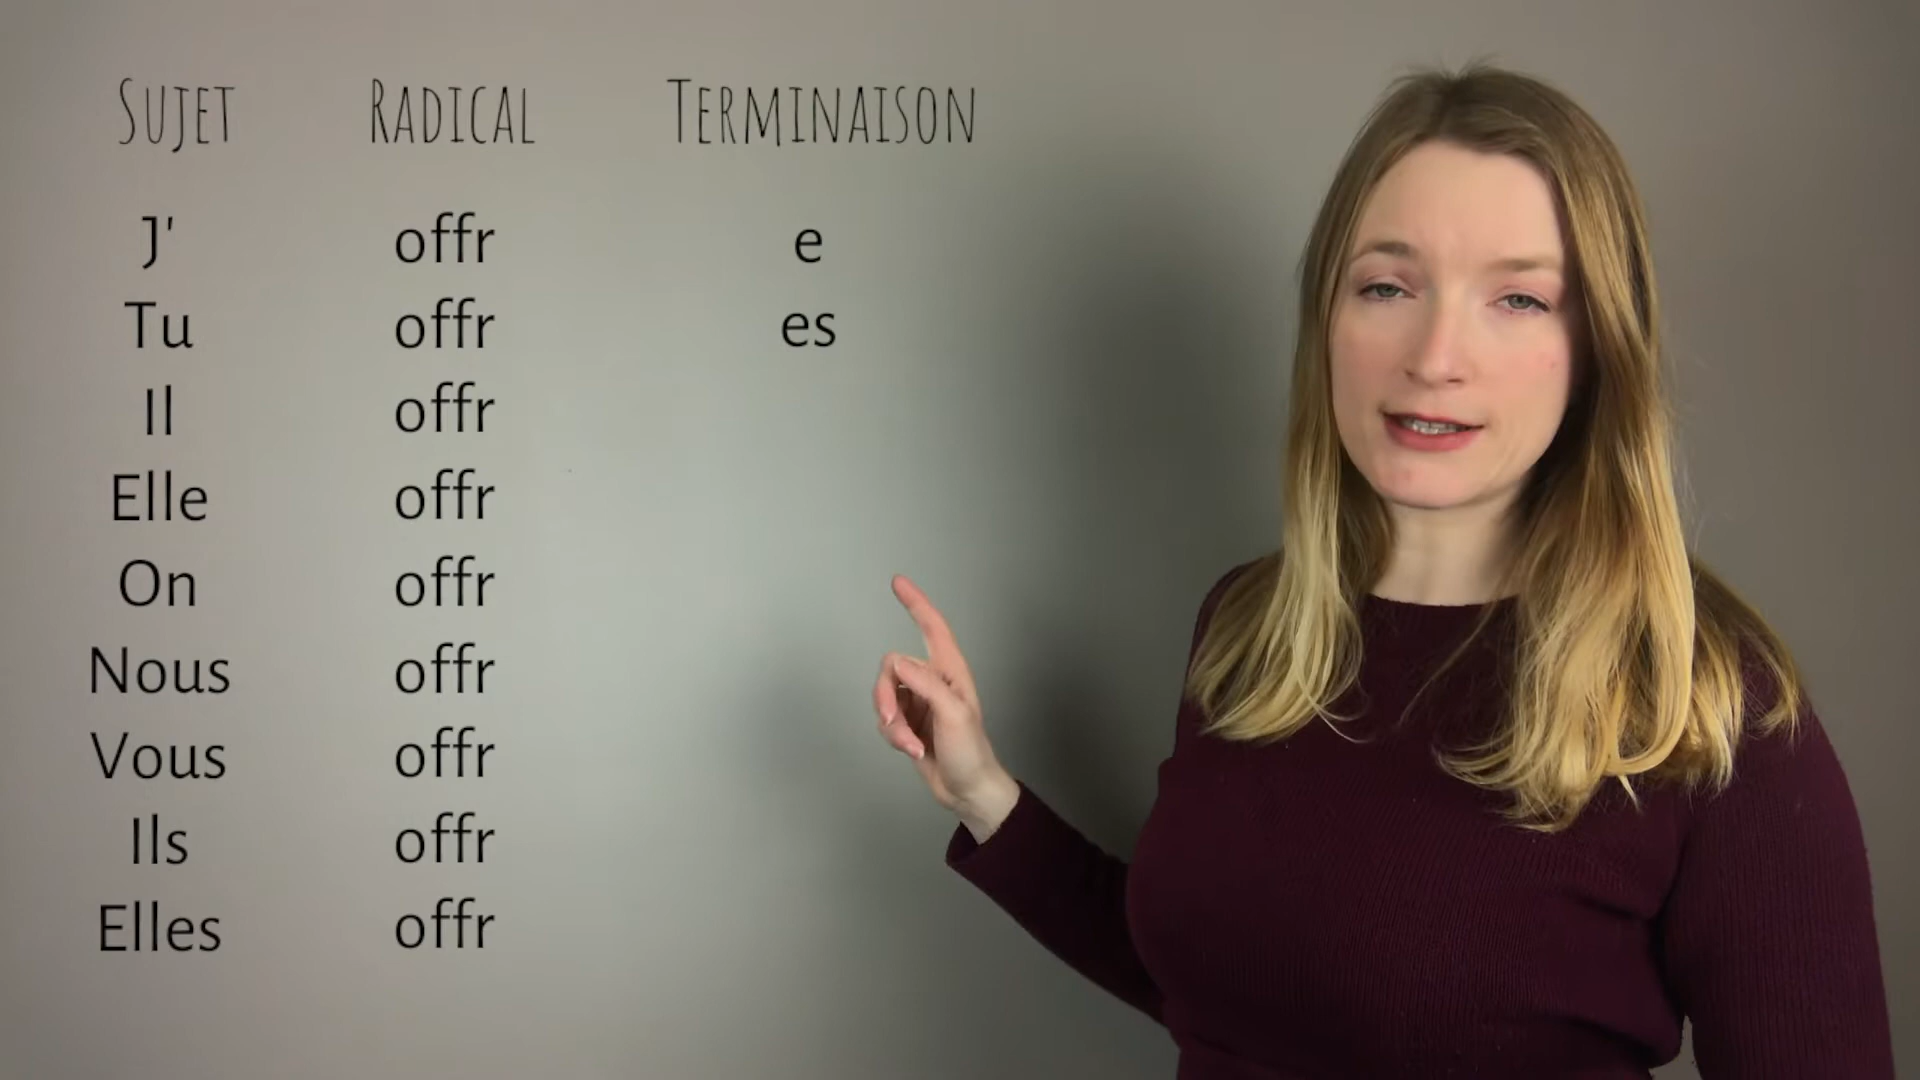 SUJET RADICAL TERMINAISON
J' offr e
Tu offr es
Il offr
Elle offr
On offr
Nous offr
Vous offr
Ils offr
Elles offr